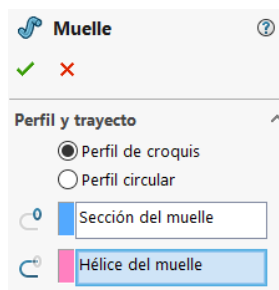 Muelle
Perfil y trayecto
Perfil de croquis
Perfil circular
Sección del muelle
Hélice del muelle